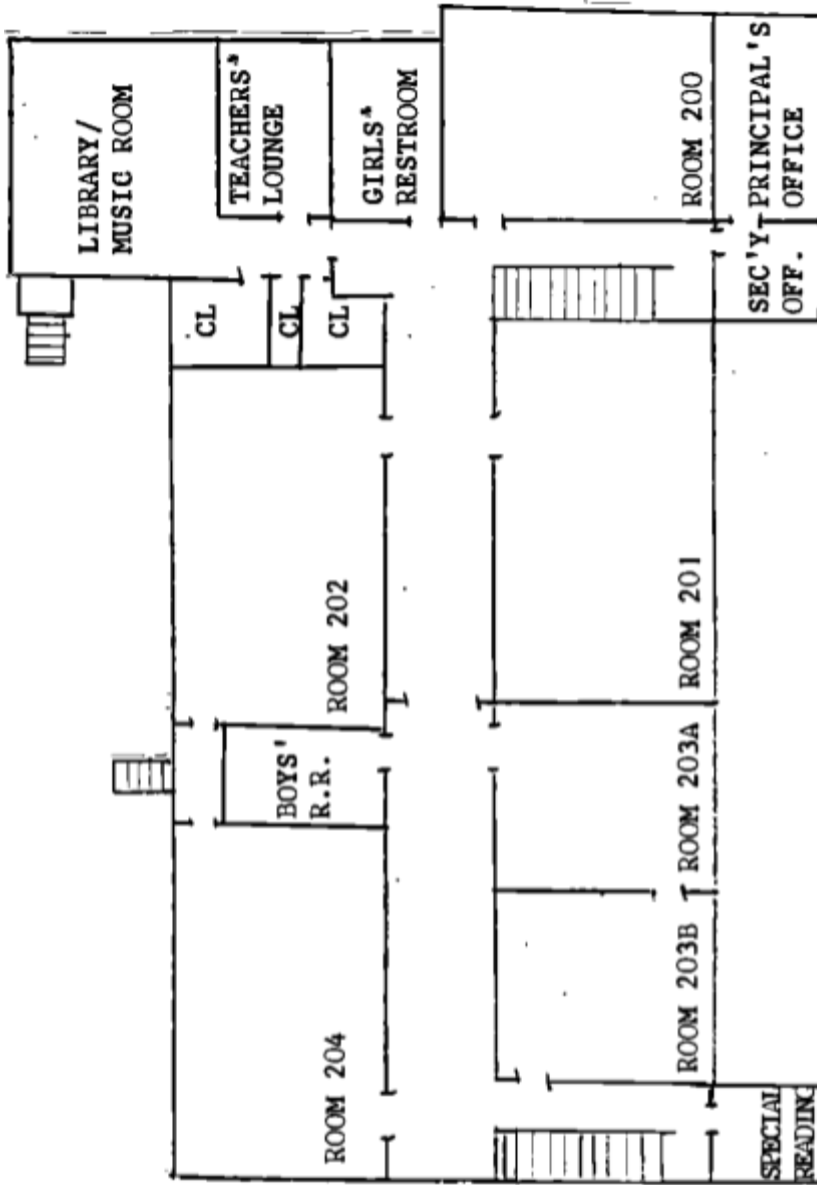 LIBRARY/
MUSIC ROOM
TEACHERS'
LOUNGE
GIRLS'
RESTROOM
ROOM 200
PRINCIPAL'S
OFFICE
SEC'Y
OFF.
CL
CL
CL
ROOM 202
ROOM 201
BOYS'
R.R.
ROOM 203A
ROOM 203B
ROOM 204
SPECIAL
READING